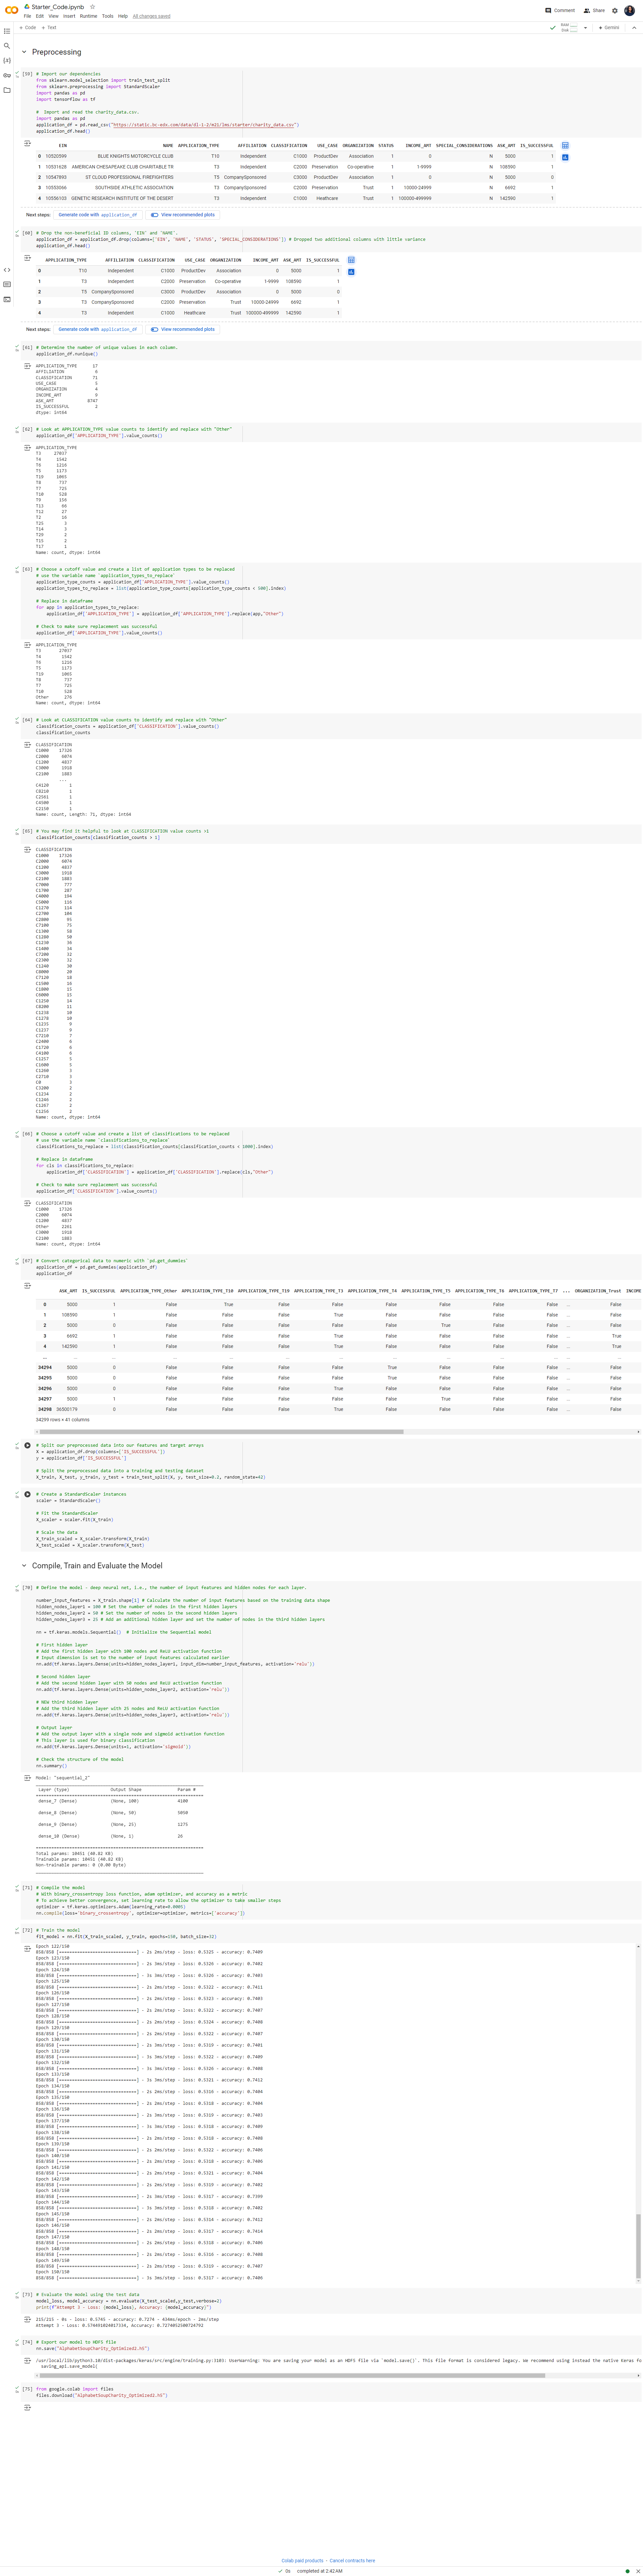 Starter_Code.ipynb
File Edit View Insert Runtime Tools Help All changes saved
Comment Share
+ Code + Text
RAM Disk Gemini
Preprocessing
[59] # Import our dependencies
from sklearn.model_selection import train_test_split
from sklearn.preprocessing import StandardScaler
import pandas as pd
import tensorflow as tf
# Import and read the charity_data.csv.
import pandas as pd
application_df = pd.read_csv("https://static.bc-edx.com/data/dl-1-2/m21/lms/starter/charity_data.csv")
application_df.head()
EIN NAME APPLICATION_TYPE AFFILIATION CLASSIFICATION USE_CASE ORGANIZATION STATUS INCOME_AMT SPECIAL_CONSIDERATIONS ASK_AMT IS_SUCCESSFUL
0 10520599 BLUE KNIGHTS MOTORCYCLE CLUB T10 Independent C1000 ProductDev Association 1 0 N 5000 1
1 10531628 AMERICAN CHESAPEAKE CLUB CHARITABLE TR T3 Independent C2000 Preservation Co-operative 1 1-9999 N 108590 1
2 10547893 ST CLOUD PROFESSIONAL FIREFIGHTERS T5 CompanySponsored C3000 ProductDev Association 1 0 N 5000 0
3 10553066 SOUTHSIDE ATHLETIC ASSOCIATION T3 CompanySponsored C2000 Preservation Trust 1 10000-24999 N 6692 1
4 10556103 GENETIC RESEARCH INSTITUTE OF THE DESERT T3 Independent C1000 Heathcare Trust 1 100000-499999 N 142590 1
Next steps: Generate code with application_df View recommended plots
[60] # Drop the non-beneficial ID columns, 'EIN' and 'NAME'.
application_df = application_df.drop(columns=['EIN', 'NAME', 'STATUS', 'SPECIAL_CONSIDERATIONS']) # Dropped two additional columns with little variance
application_df.head()
APPLICATION_TYPE AFFILIATION CLASSIFICATION USE_CASE ORGANIZATION INCOME_AMT ASK_AMT IS_SUCCESSFUL
0 T10 Independent C1000 ProductDev Association 0 5000 1
1 T3 Independent C2000 Preservation Co-operative 1-9999 108590 1
2 T5 CompanySponsored C3000 ProductDev Association 0 5000 0
3 T3 CompanySponsored C2000 Preservation Trust 10000-24999 6692 1
4 T3 Independent C1000 Heathcare Trust 100000-499999 142590 1
Next steps: Generate code with application_df View recommended plots
[61] # Determine the number of unique values in each column.
application_df.nunique()
APPLICATION_TYPE 17
AFFILIATION 6
CLASSIFICATION 71
USE_CASE 5
ORGANIZATION 4
INCOME_AMT 9
ASK_AMT 8747
IS_SUCCESSFUL 2
dtype: int64
[62] # Look at APPLICATION_TYPE value counts to identify and replace with "Other"
application_df['APPLICATION_TYPE'].value_counts()
APPLICATION_TYPE
T3 27037
T4 1542
T6 1216
T5 1173
T19 1065
T8 737
T7 725
T10 528
T9 156
T13 66
T12 27
T2 16
T25 3
T14 3
T29 2
T15 2
T17 1
Name: count, dtype: int64
[63] # Choose a cutoff value and create a list of application types to be replaced
# use the variable name `application_types_to_replace`
application_type_counts = application_df['APPLICATION_TYPE'].value_counts()
application_types_to_replace = list(application_type_counts[application_type_counts < 500].index)
# Replace in dataframe
for app in application_types_to_replace:
application_df['APPLICATION_TYPE'] = application_df['APPLICATION_TYPE'].replace(app,"Other")
# Check to make sure replacement was successful
application_df['APPLICATION_TYPE'].value_counts()
APPLICATION_TYPE
T3 27037
T4 1542
T6 1216
T5 1173
T19 1065
T8 737
T7 725
T10 528
Other 276
Name: count, dtype: int64
[64] # Look at CLASSIFICATION value counts to identify and replace with "Other"
classification_counts = application_df['CLASSIFICATION'].value_counts()
classification_counts
CLASSIFICATION
C1000 17326
C2000 6074
C1200 4837
C3000 1918
C2100 1883
...
C4120 1
C8210 1
C2561 1
C4500 1
C2150 1
Name: count, Length: 71, dtype: int64
[65] # You may find it helpful to look at CLASSIFICATION value counts >1
classification_counts[classification_counts > 1]
CLASSIFICATION
C1000 17326
C2000 6074
C1200 4837
C3000 1918
C2100 1883
C7000 777
C1700 287
C4000 194
C5000 116
C1270 114
C2700 104
C2800 95
C7100 75
C1300 58
C1280 50
C1230 36
C1400 34
C7200 32
C2300 32
C1240 30
C8000 20
C7120 18
C1500 16
C1800 15
C6000 15
C1250 14
C8200 11
C1238 10
C1278 10
C1235 9
C1237 9
C7210 7
C2400 6
C1720 6
C4100 6
C1257 5
C1600 5
C1260 3
C2710 3
C0 3
C3200 2
C1234 2
C1246 2
C1267 2
C1256 2
Name: count, dtype: int64
[66] # Choose a cutoff value and create a list of classifications to be replaced
# use the variable name `classifications_to_replace`
classifications_to_replace = list(classification_counts[classification_counts < 1000].index)
# Replace in dataframe
for cls in classifications_to_replace:
application_df['CLASSIFICATION'] = application_df['CLASSIFICATION'].replace(cls,"Other")
# Check to make sure replacement was successful
application_df['CLASSIFICATION'].value_counts()
CLASSIFICATION
C1000 17326
C2000 6074
C1200 4837
Other 2261
C3000 1918
C2100 1883
Name: count, dtype: int64
[67] # Convert categorical data to numeric with `pd.get_dummies`
application_df = pd.get_dummies(application_df)
application_df
ASK_AMT IS_SUCCESSFUL APPLICATION_TYPE_Other APPLICATION_TYPE_T10 APPLICATION_TYPE_T19 APPLICATION_TYPE_T3 APPLICATION_TYPE_T4 APPLICATION_TYPE_T5 APPLICATION_TYPE_T6 APPLICATION_TYPE_T7 ... ORGANIZATION_Trust INCOME
0 5000 1 False True False False False False False False ... False
1 108590 1 False False False True False False False False ... False
2 5000 0 False False False False False True False False ... False
3 6692 1 False False False True False False False False ... True
4 142590 1 False False False True False False False False ... True
... ... ... ... ... ... ... ... ... ... ... ... ...
34294 5000 0 False False False False True False False False ... False
34295 5000 0 False False False False True False False False ... False
34296 5000 0 False False False True False False False False ... False
34297 5000 1 False False False False False True False False ... False
34298 36500179 0 False False False True False False False False ... False
34299 rows × 41 columns
# Split our preprocessed data into our features and target arrays
X = application_df.drop(columns=['IS_SUCCESSFUL'])
y = application_df['IS_SUCCESSFUL']
# Split the preprocessed data into a training and testing dataset
X_train, X_test, y_train, y_test = train_test_split(X, y, test_size=0.2, random_state=42)
# Create a StandardScaler instances
scaler = StandardScaler()
# Fit the StandardScaler
X_scaler = scaler.fit(X_train)
# Scale the data
X_train_scaled = X_scaler.transform(X_train)
X_test_scaled = X_scaler.transform(X_test)
Compile, Train and Evaluate the Model
[70] # Define the model - deep neural net, i.e., the number of input features and hidden nodes for each layer.
number_input_features = X_train.shape[1] # Calculate the number of input features based on the training data shape
hidden_nodes_layer1 = 100 # Set the number of nodes in the first hidden layers
hidden_nodes_layer2 = 50 # Set the number of nodes in the second hidden layers
hidden_nodes_layer3 = 25 # Add an additional hidden layer and set the number of nodes in the third hidden layers
nn = tf.keras.models.Sequential() # Initialize the Sequential model
# First hidden layer
# Add the first hidden layer with 100 nodes and ReLU activation function
# Input dimension is set to the number of input features calculated earlier
nn.add(tf.keras.layers.Dense(units=hidden_nodes_layer1, input_dim=number_input_features, activation='relu'))
# Second hidden layer
# Add the second hidden layer with 50 nodes and ReLU activation function
nn.add(tf.keras.layers.Dense(units=hidden_nodes_layer2, activation='relu'))
# NEW third hidden layer
# Add the third hidden layer with 25 nodes and ReLU activation function
nn.add(tf.keras.layers.Dense(units=hidden_nodes_layer3, activation='relu'))
# Output layer
# Add the output layer with a single node and sigmoid activation function
# This layer is used for binary classification
nn.add(tf.keras.layers.Dense(units=1, activation='sigmoid'))
# Check the structure of the model
nn.summary()
Model: "sequential_2"
Layer (type) Output Shape Param #
dense_7 (Dense) (None, 100) 4100
dense_8 (Dense) (None, 50) 5050
dense_9 (Dense) (None, 25) 1275
dense_10 (Dense) (None, 1) 26
Total params: 10451 (40.82 KB)
Trainable params: 10451 (40.82 KB)
Non-trainable params: 0 (0.00 Byte)
[71] # Compile the model
# With binary_crossentropy loss function, adam optimizer, and accuracy as a metric
# To achieve better convergence, set learning rate to allow the optimizer to take smaller steps
optimizer = tf.keras.optimizers.Adam(learning_rate=0.0005)
nn.compile(loss='binary_crossentropy', optimizer=optimizer, metrics=['accuracy'])
[72] # Train the model
fit_model = nn.fit(X_train_scaled, y_train, epochs=150, batch_size=32)
Epoch 122/150
858/858 [==============================] - 2s 2ms/step - loss: 0.5325 - accuracy: 0.7409
Epoch 123/150
858/858 [==============================] - 2s 3ms/step - loss: 0.5326 - accuracy: 0.7402
Epoch 124/150
858/858 [==============================] - 3s 3ms/step - loss: 0.5326 - accuracy: 0.7403
Epoch 125/150
858/858 [==============================] - 2s 2ms/step - loss: 0.5322 - accuracy: 0.7411
Epoch 126/150
858/858 [==============================] - 2s 2ms/step - loss: 0.5323 - accuracy: 0.7403
Epoch 127/150
858/858 [==============================] - 2s 2ms/step - loss: 0.5322 - accuracy: 0.7407
Epoch 128/150
858/858 [==============================] - 2s 2ms/step - loss: 0.5324 - accuracy: 0.7408
Epoch 129/150
858/858 [==============================] - 2s 2ms/step - loss: 0.5322 - accuracy: 0.7407
Epoch 130/150
858/858 [==============================] - 2s 2ms/step - loss: 0.5319 - accuracy: 0.7401
Epoch 131/150
858/858 [==============================] - 3s 3ms/step - loss: 0.5322 - accuracy: 0.7409
Epoch 132/150
858/858 [==============================] - 3s 3ms/step - loss: 0.5320 - accuracy: 0.7408
Epoch 133/150
858/858 [==============================] - 3s 3ms/step - loss: 0.5321 - accuracy: 0.7412
Epoch 134/150
858/858 [==============================] - 2s 2ms/step - loss: 0.5316 - accuracy: 0.7404
Epoch 135/150
858/858 [==============================] - 2s 2ms/step - loss: 0.5318 - accuracy: 0.7404
Epoch 136/150
858/858 [==============================] - 2s 2ms/step - loss: 0.5319 - accuracy: 0.7403
Epoch 137/150
858/858 [==============================] - 3s 3ms/step - loss: 0.5318 - accuracy: 0.7409
Epoch 138/150
858/858 [==============================] - 2s 3ms/step - loss: 0.5318 - accuracy: 0.7408
Epoch 139/150
858/858 [==============================] - 2s 2ms/step - loss: 0.5322 - accuracy: 0.7406
Epoch 140/150
858/858 [==============================] - 2s 2ms/step - loss: 0.5318 - accuracy: 0.7406
Epoch 141/150
858/858 [==============================] - 2s 2ms/step - loss: 0.5321 - accuracy: 0.7404
Epoch 142/150
858/858 [==============================] - 2s 2ms/step - loss: 0.5319 - accuracy: 0.7402
Epoch 143/150
858/858 [==============================] - 2s 3ms/step - loss: 0.5317 - accuracy: 0.7398
Epoch 144/150
858/858 [==============================] - 3s 3ms/step - loss: 0.5318 - accuracy: 0.7402
Epoch 145/150
858/858 [==============================] - 2s 2ms/step - loss: 0.5314 - accuracy: 0.7412
Epoch 146/150
858/858 [==============================] - 2s 2ms/step - loss: 0.5317 - accuracy: 0.7414
Epoch 147/150
858/858 [==============================] - 2s 2ms/step - loss: 0.5318 - accuracy: 0.7406
Epoch 148/150
858/858 [==============================] - 2s 2ms/step - loss: 0.5316 - accuracy: 0.7408
Epoch 149/150
858/858 [==============================] - 2s 2ms/step - loss: 0.5319 - accuracy: 0.7407
Epoch 150/150
858/858 [==============================] - 3s 3ms/step - loss: 0.5317 - accuracy: 0.7406
[73] # Evaluate the model using the test data
model_loss, model_accuracy = nn.evaluate(X_test_scaled,y_test,verbose=2)
print(f"Attempt 3 - Loss: {model_loss}, Accuracy: {model_accuracy}")
215/215 - 0s - loss: 0.5745 - accuracy: 0.7274 - 434ms/epoch - 2ms/step
[74] # Export our model to HDF5 file
nn.save("AlphabetSoupCharity_Optimized2.h5")
/usr/local/lib/python3.10/dist-packages/keras/src/engine/training.py:3103: UserWarning: You are saving your model as an HDF5 file via `model.save()`. This file format is considered legacy. We recommend using instead the native Keras fo
saving_api.save_model(
[75] from google.colab import files
files.download("AlphabetSoupCharity_Optimized2.h5")
Colab paid products - Cancel contracts here
0s completed at 2:42 AM